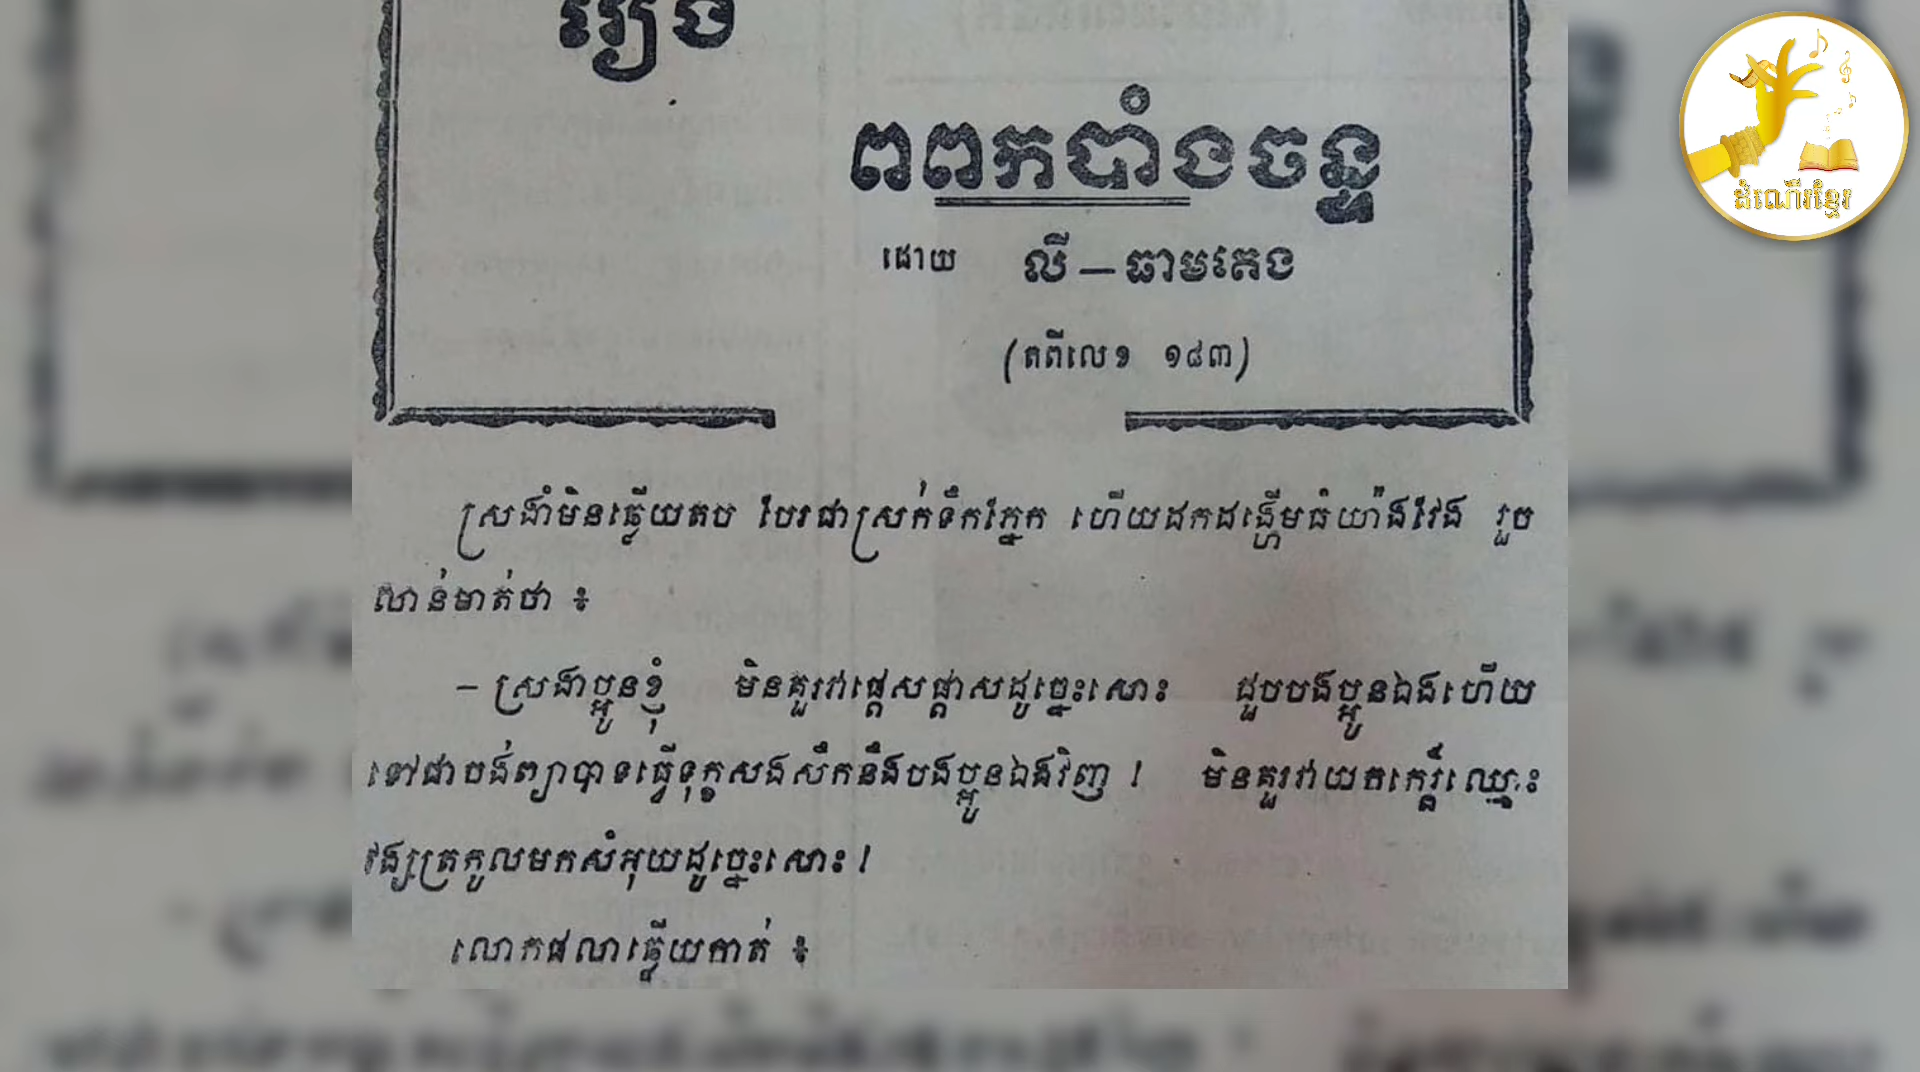 រឿង
ពពកបាំងចន្ទ
ដោយ លី – ធាមតេង
(តពីលេខ ១៨៣)
ស្រងាំមិនឆ្លើយតប បែរជាស្រក់ទឹកភ្នែក ហើយដកដង្ហើមធំយ៉ាងវែង រួច
លាន់មាត់ថា ៖
– ស្រងាប្អូនខ្ញុំ មិនគួរវាផ្ដេសផ្ដាសដូច្នេះសោះ ជួបបងប្អូនឯងហើយ
ទៅជាបង់ព្យាបាទធ្វើទុក្ខសងសឹកនឹងបងប្អូនឯងវិញ ! មិនគួរវាយកកេរ្តិ៍ឈ្មោះ
វង្សត្រកូលមកសំអុយដូច្នេះសោះ !
លោកផលាឆ្លើយកាត់ ៖
ដំណើរខ្មែរ